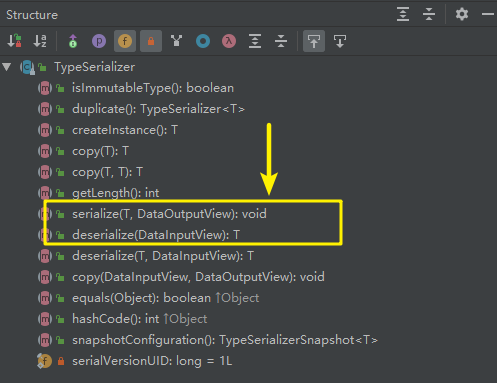 Structure
TypeSerializer
isImmutableType(): boolean
duplicate(): TypeSerializer<T>
createInstance(): T
copy(T): T
copy(T, T): T
getLength(): int
serialize(T, DataOutputView): void
deserialize(DataInputView): T
deserialize(T, DataInputView): T
copy(DataInputView, DataOutputView): void
equals(Object): boolean ↑Object
hashCode(): int ↑Object
snapshotConfiguration(): TypeSerializerSnapshot<T>
serialVersionUID: long = 1L